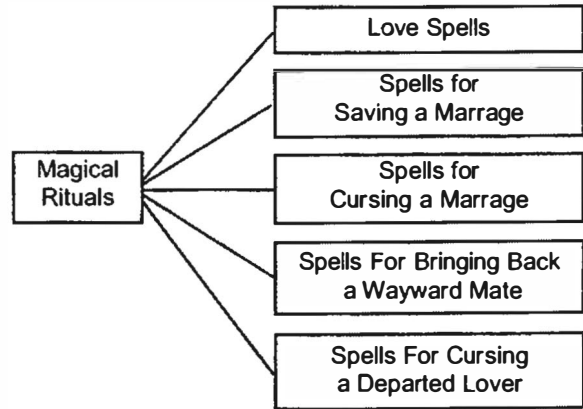 Love Spells
Spells for
Saving a Marrage
Magical
Rituals
Spells for
Cursing a Marrage
Spells For Bringing Back
a Wayward Mate
Spells For Cursing
a Departed Lover